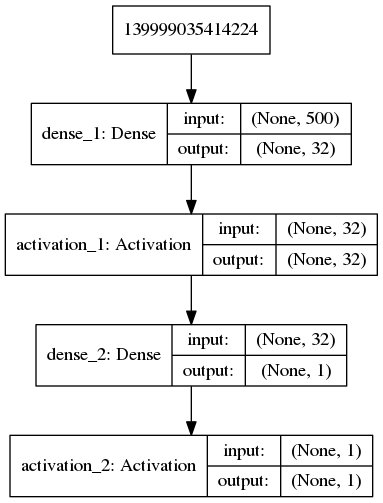 139999035414224
dense_1: Dense
input:
(None, 500)
output:
(None, 32)
activation_1: Activation
input:
(None, 32)
output:
(None, 32)
dense_2: Dense
input:
(None, 32)
output:
(None, 1)
activation_2: Activation
input:
(None, 1)
output:
(None, 1)